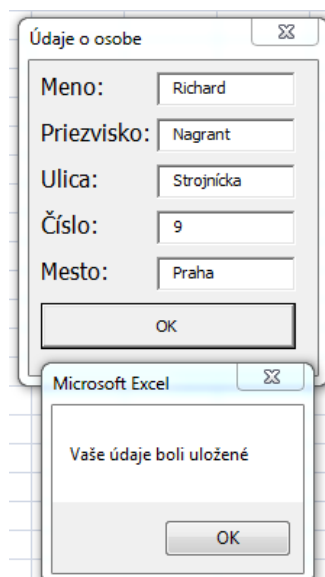 Údaje o osobe
Meno: Richard
Priezvisko: Nagrant
Ulica: Strojnícka
Číslo: 9
Mesto: Praha
OK
Microsoft Excel
Vaše údaje boli uložené
OK